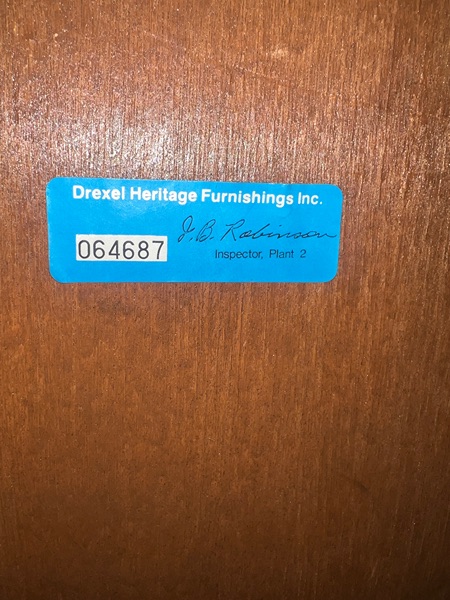 Drexel Heritage Furnishings Inc.
064687 J.B. Robinson
Inspector, Plant 2